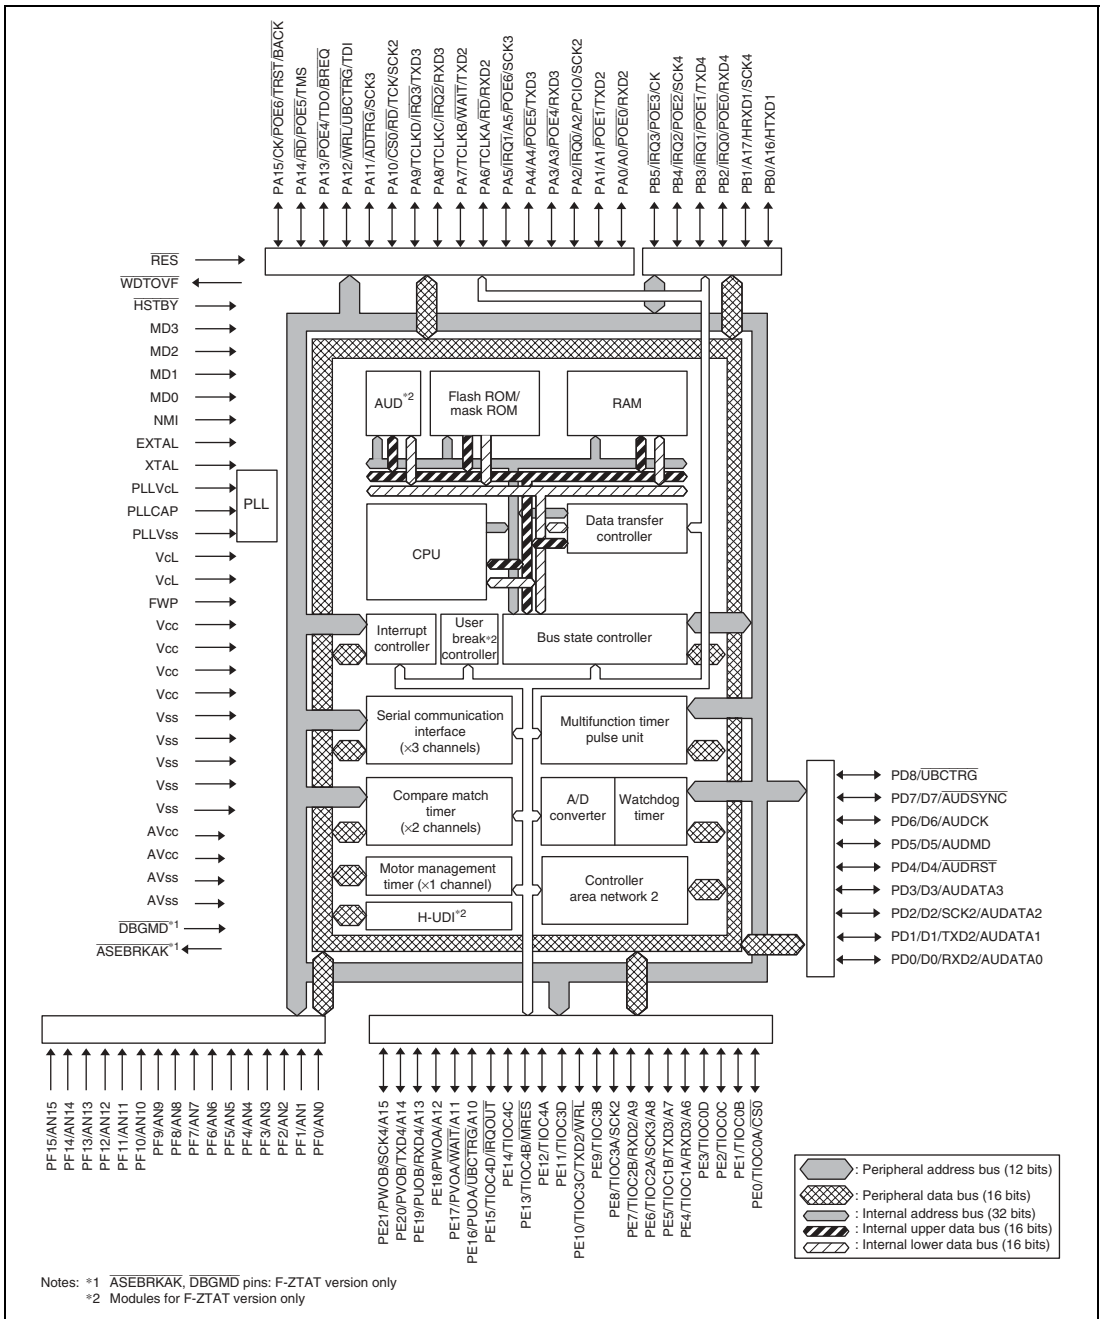 PA15/CK/POE6/TRST/BACK
PA14/RD/POE5/TMS
PA13/POE4/TDO/BREQ
PA12/WRL/UBCTRG/TDI
PA11/ADTRG/SCK3
PA10/CS0/RD/TCK/SCK2
PA9/TCLKD/IRQ3/TXD3
PA8/TCLKC/IRQ2/RXD3
PA7/TCLKB/WAIT/TXD2
PA6/TCLKA/RD/RXD2
PA5/IRQ1/A5/POE6/SCK3
PA4/A4/POE5/TXD3
PA3/A3/POE4/RXD3
PA2/IRQ0/A2/PCIO/SCK2
PA1/A1/POE1/TXD2
PA0/A0/POE0/RXD2
PB5/IRQ3/POE3/CK
PB4/IRQ2/POE2/SCK4
PB3/IRQ1/POE1/TXD4
PB2/IRQ0/POE0/RXD4
PB1/A17/HRXD1/SCK4
PB0/A16/HTXD1
RES
WDTOVF
HSTBY
MD3
MD2
MD1
MD0
NMI
EXTAL
XTAL
PLLVCL
PLLCAP
PLLVss
VCL
VCL
FWP
Vcc
Vcc
Vcc
Vcc
Vss
Vss
Vss
Vss
Vss
AVcc
AVcc
AVss
AVss
DBGMD*1
ASEBRKAK*1
PLL
AUD*2
Flash ROM/
mask ROM
RAM
CPU
Data transfer
controller
Interrupt
controller
User
break*2
controller
Bus state controller
Serial communication
interface
(×3 channels)
Multifunction timer
pulse unit
Compare match
timer
(×2 channels)
A/D
converter
Watchdog
timer
Motor management
timer (×1 channel)
Controller
area network 2
H-UDI*2
PD8/UBCTRG
PD7/D7/AUDSYNC
PD6/D6/AUDCK
PD5/D5/AUDMD
PD4/D4/AUDRST
PD3/D3/AUDATA3
PD2/D2/SCK2/AUDATA2
PD1/D1/TXD2/AUDATA1
PD0/D0/RXD2/AUDATA0
PF15/AN15
PF14/AN14
PF13/AN13
PF12/AN12
PF11/AN11
PF10/AN10
PF9/AN9
PF8/AN8
PF7/AN7
PF6/AN6
PF5/AN5
PF4/AN4
PF3/AN3
PF2/AN2
PF1/AN1
PF0/AN0
PE21/PWOB/SCK4/A15
PE20/PVOB/TXD4/A14
PE19/PUOB/RXD4/A13
PE18/PWOA/A12
PE17/PVOA/WAIT/A11
PE16/PUOA/UBCTRG/A10
PE15/TIOC4D/IRQOUT
PE14/TIOC4C
PE13/TIOC4B/MRES
PE12/TIOC4A
PE11/TIOC3D
PE10/TIOC3C/TXD2/WRL
PE9/TIOC3B
PE8/TIOC3A/SCK2
PE7/TIOC2B/RXD2/A9
PE6/TIOC2A/SCK3/A8
PE5/TIOC1B/TXD3/A7
PE4/TIOC1A/RXD3/A6
PE3/TIOC0D
PE2/TIOC0C
PE1/TIOC0B
PE0/TIOC0A/CS0
: Peripheral address bus (12 bits)
: Peripheral data bus (16 bits)
: Internal address bus (32 bits)
: Internal upper data bus (16 bits)
: Internal lower data bus (16 bits)
Notes: *1 ASEBRKAK, DBGMD pins: F-ZTAT version only
*2 Modules for F-ZTAT version only